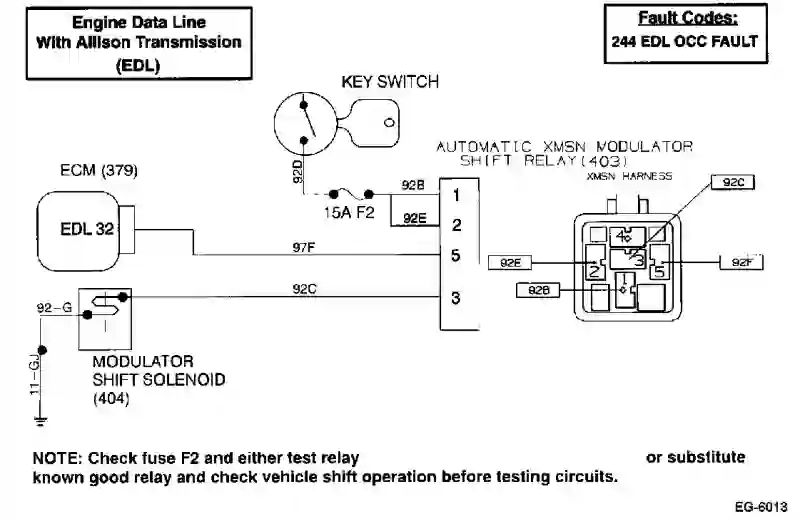 Engine Data Line
With Allison Transmission
(EDL)
Fault Codes:
244 EDL OCC FAULT
KEY SWITCH
AUTOMATIC XMSN MODULATOR
SHIFT RELAY(403)
XMSN HARNESS
92C
ECM (379)
92D
92B
1
15A F2
92E
2
EDL 32
97F
5
4
3
92E
2
5
92F
1
92B
92C
3
92-G
11-GJ
MODULATOR
SHIFT SOLENOID
(404)
NOTE: Check fuse F2 and either test relay or substitute
known good relay and check vehicle shift operation before testing circuits.
EG-6013